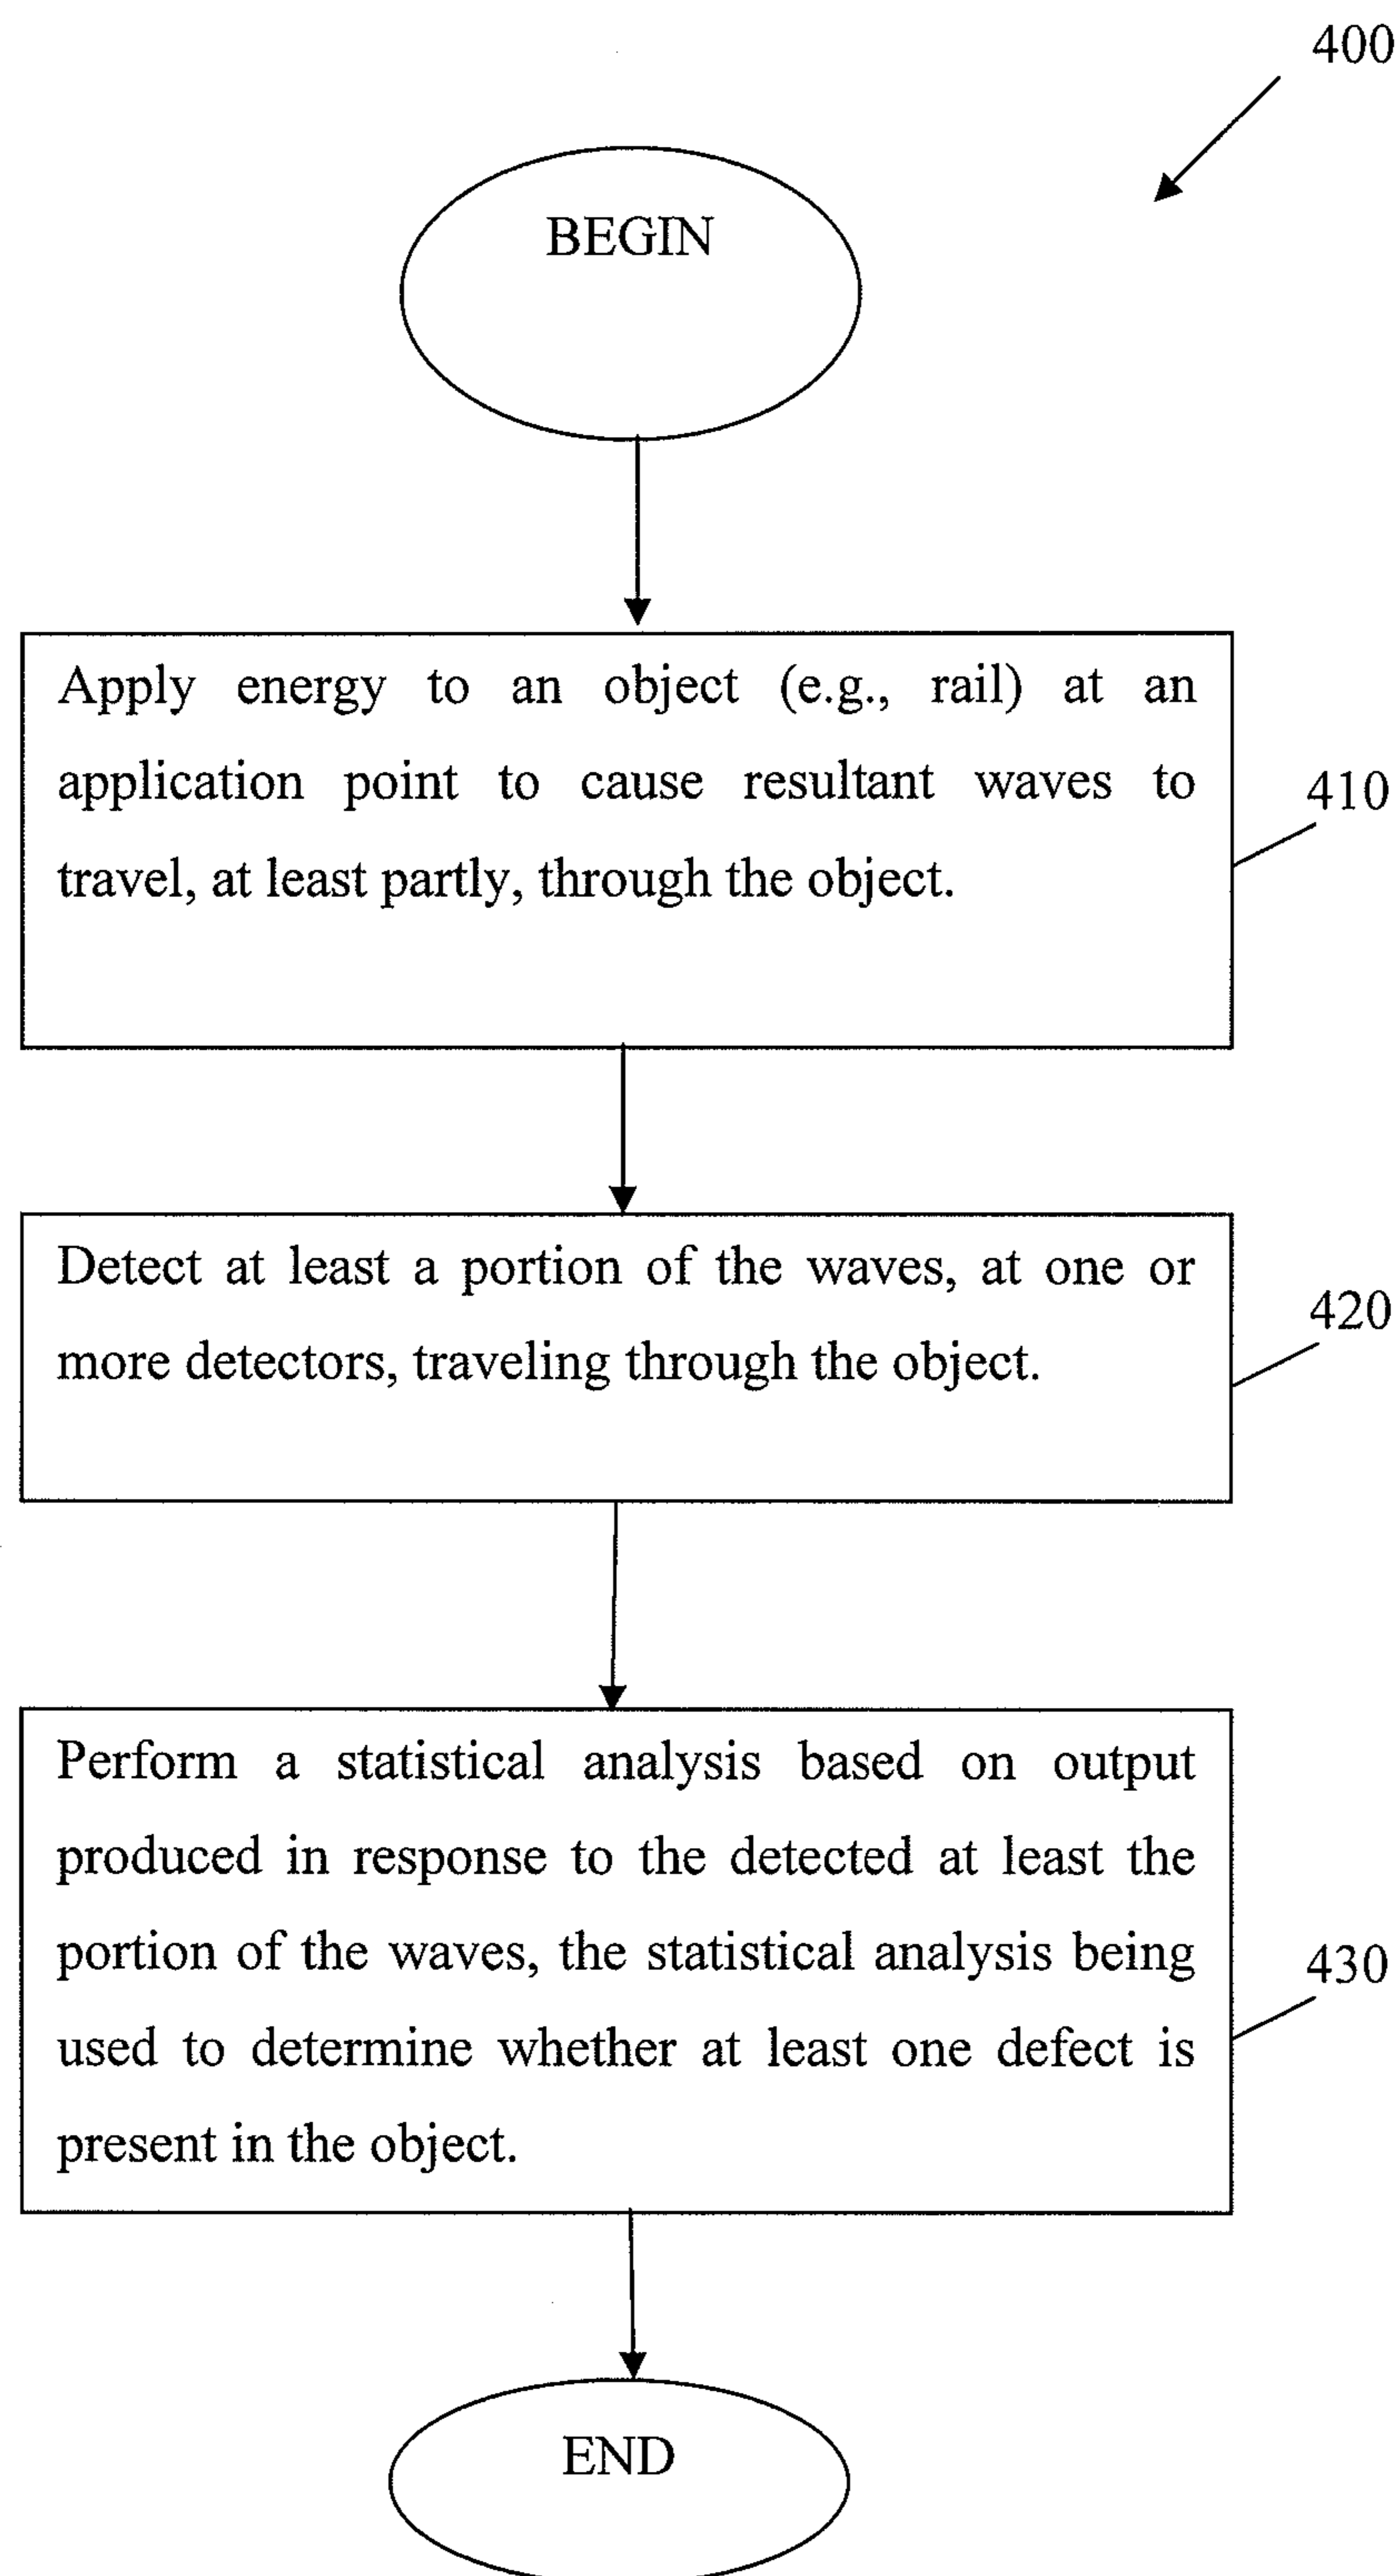 400
BEGIN
Apply energy to an object (e.g., rail) at an
application point to cause resultant waves to
travel, at least partly, through the object.
410
Detect at least a portion of the waves, at one or
more detectors, traveling through the object.
420
Perform a statistical analysis based on output
produced in response to the detected at least the
portion of the waves, the statistical analysis being
used to determine whether at least one defect is
present in the object.
430
END